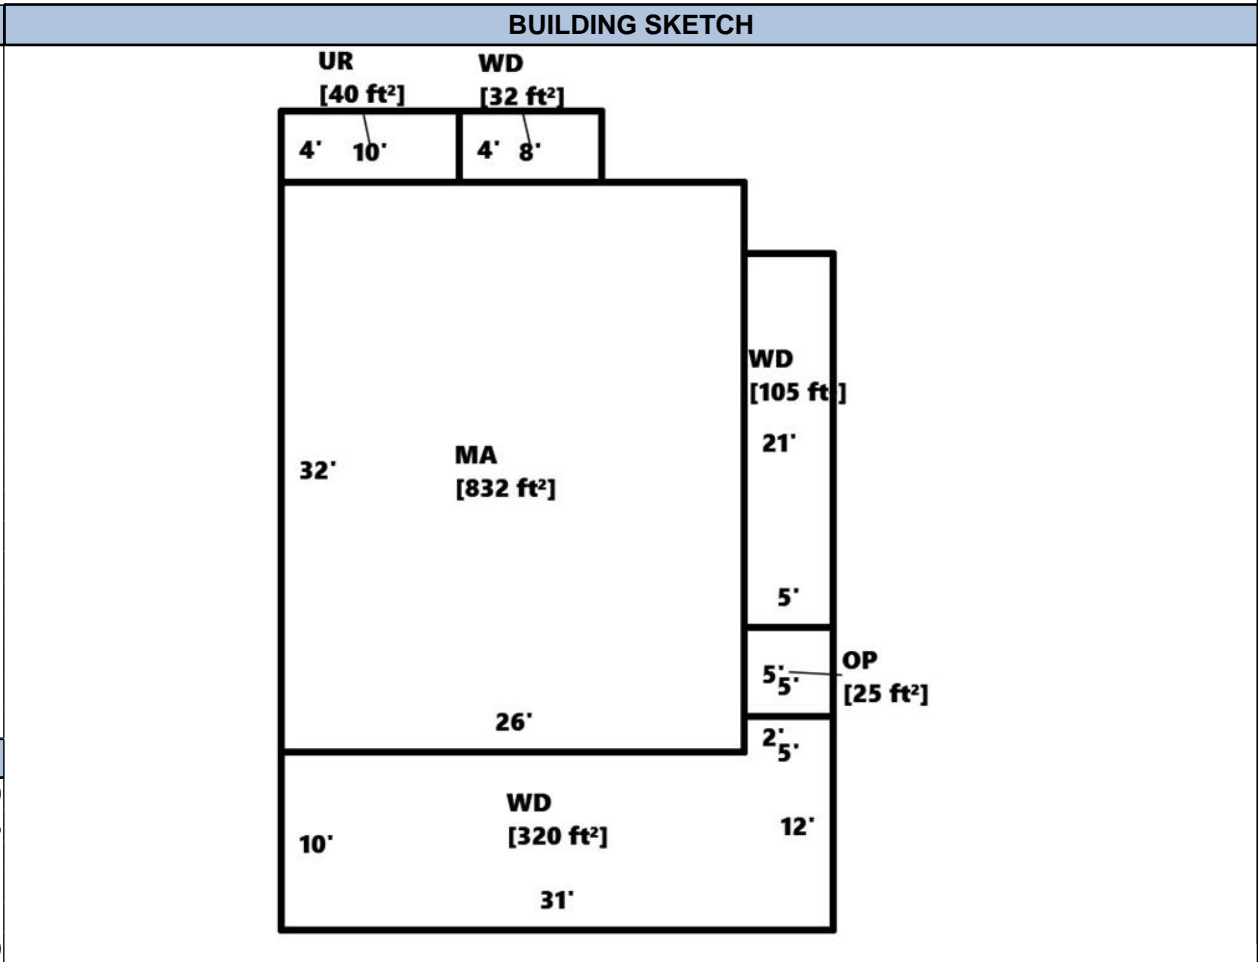 BUILDING SKETCH
UR
[40 ft²]
WD
[32 ft²]
4' 10'
4' 8'
WD
[105 ft²]
21'
MA
[832 ft²]
32'
5'
OP
[25 ft²]
5'
5'
26'
2'
5'
WD
[320 ft²]
12'
10'
31'